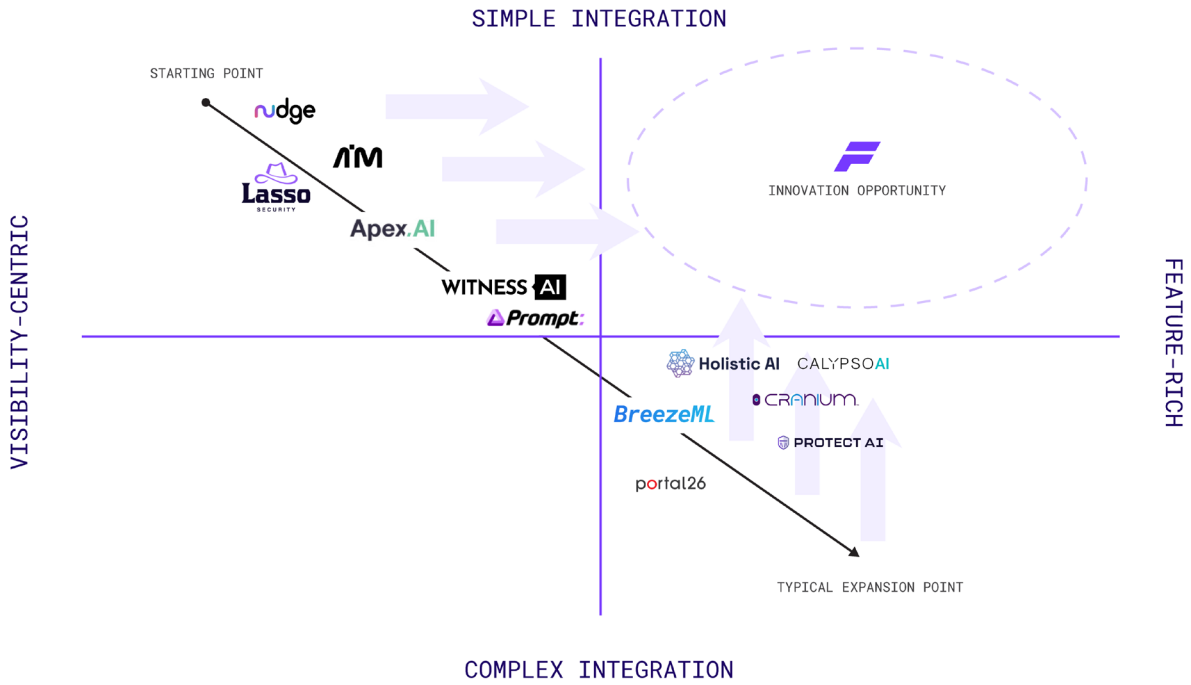 SIMPLE INTEGRATION
STARTING POINT
nudge
AIM
Lasso
SECURITY
Apex.AI
WITNESS AI
Prompt:
INNOVATION OPPORTUNITY
VISIBILITY-CENTRIC
FEATURE-RICH
Holistic AI
CALYPSOAI
CRANIUM
BreezeML
PROTECT AI
portal26
TYPICAL EXPANSION POINT
COMPLEX INTEGRATION